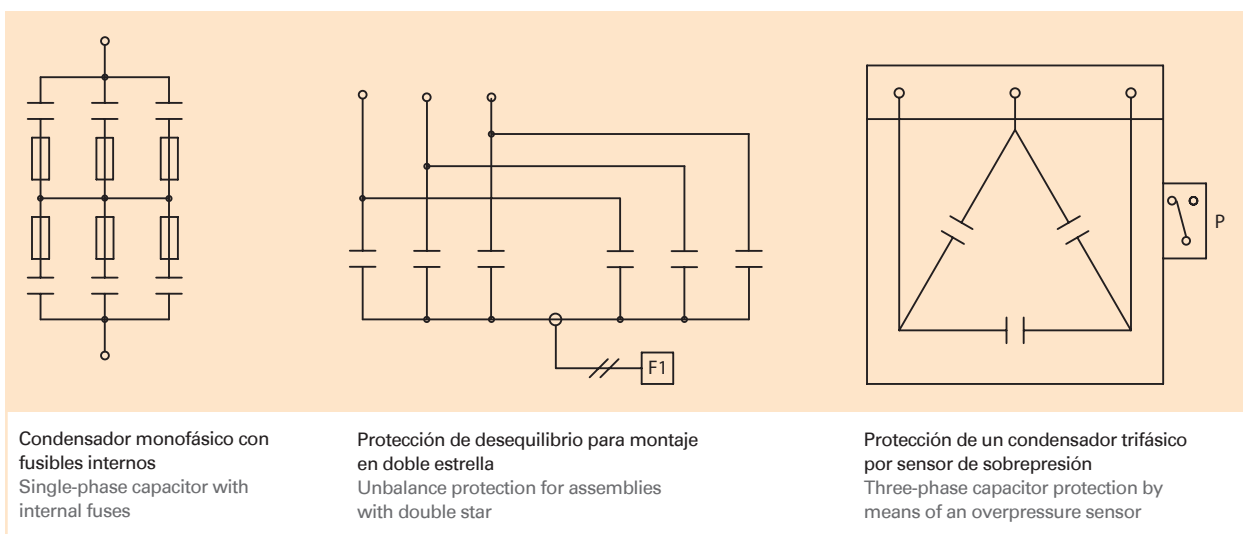 F1
P
Condensador monofásico con
fusibles internos
Single-phase capacitor with
internal fuses
Protección de desequilibrio para montaje
en doble estrella
Unbalance protection for assemblies
with double star
Protección de un condensador trifásico
por sensor de sobrepresión
Three-phase capacitor protection by
means of an overpressure sensor